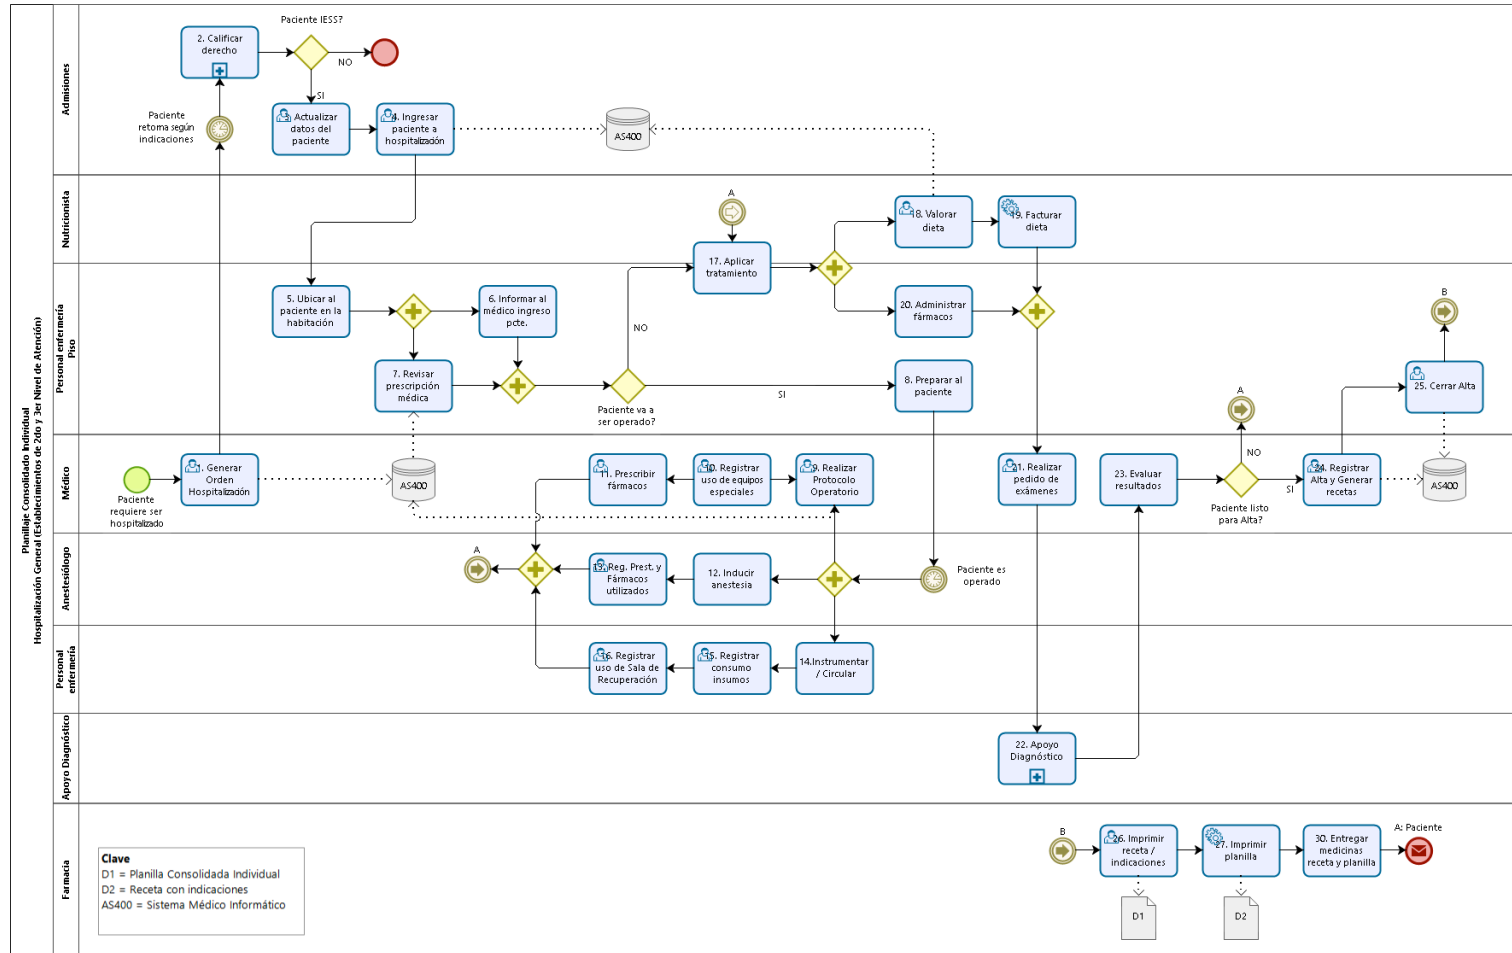 Planillaje Consolidado Individual
Hospitalización General (Establecimientos de 2do y 3er Nivel de Atención)
Admisiones
2. Calificar
derecho
Paciente IESS?
NO
SI
Paciente
retorna según
indicaciones
Actualizar
datos del
paciente
4. Ingresar
paciente a
hospitalización
AS400
Nutricionista
A
18. Valorar
dieta
19. Facturar
dieta
17. Aplicar
tratamiento
Personal enfermería
Piso
5. Ubicar al
paciente en la
habitación
6. Informar al
médico ingreso
pcte.
7. Revisar
prescripción
médica
NO
Paciente va a
ser operado?
SI
20. Administrar
fármacos
8. Preparar al
paciente
B
25. Cerrar Alta
A
Médico
Paciente
requiere ser
hospitalizado
1. Generar
Orden
Hospitalización
AS400
11. Prescribir
fármacos
10. Registrar
uso de equipos
especiales
9. Realizar
Protocolo
Operatorio
21. Realizar
pedido de
exámenes
23. Evaluar
resultados
NO
SI
Paciente listo
para Alta?
24. Registrar
Alta y Generar
recetas
AS400
Anestesiólogo
A
13. Reg. Prest. y
Fármacos
utilizados
12. Inducir
anestesia
Paciente es
operado
Personal
enfermería
16. Registrar
uso de Sala de
Recuperación
15. Registrar
consumo
insumos
14.Instrumentar
/ Circular
Apoyo Diagnóstico
22. Apoyo
Diagnóstico
Farmacia
B
26. Imprimir
receta /
indicaciones
27. Imprimir
planilla
30. Entregar
medicinas
receta y planilla
A: Paciente
D1
D2
Clave
D1 = Planilla Consolidada Individual
D2 = Receta con indicaciones
AS400 = Sistema Médico Informático